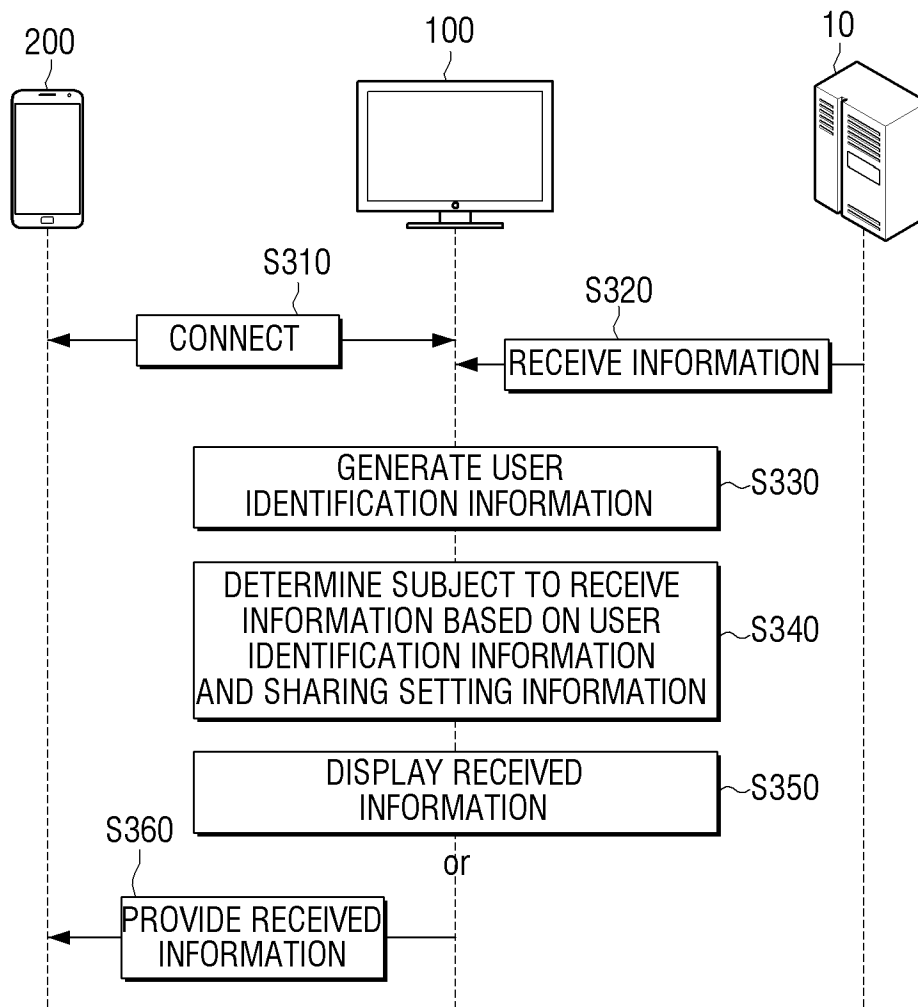 200
100
10
S310
CONNECT
S320
RECEIVE INFORMATION
GENERATE USER
IDENTIFICATION INFORMATION
S330
DETERMINE SUBJECT TO RECEIVE
INFORMATION BASED ON USER
IDENTIFICATION INFORMATION
AND SHARING SETTING INFORMATION
S340
DISPLAY RECEIVED
INFORMATION
S350
or
S360
PROVIDE RECEIVED
INFORMATION